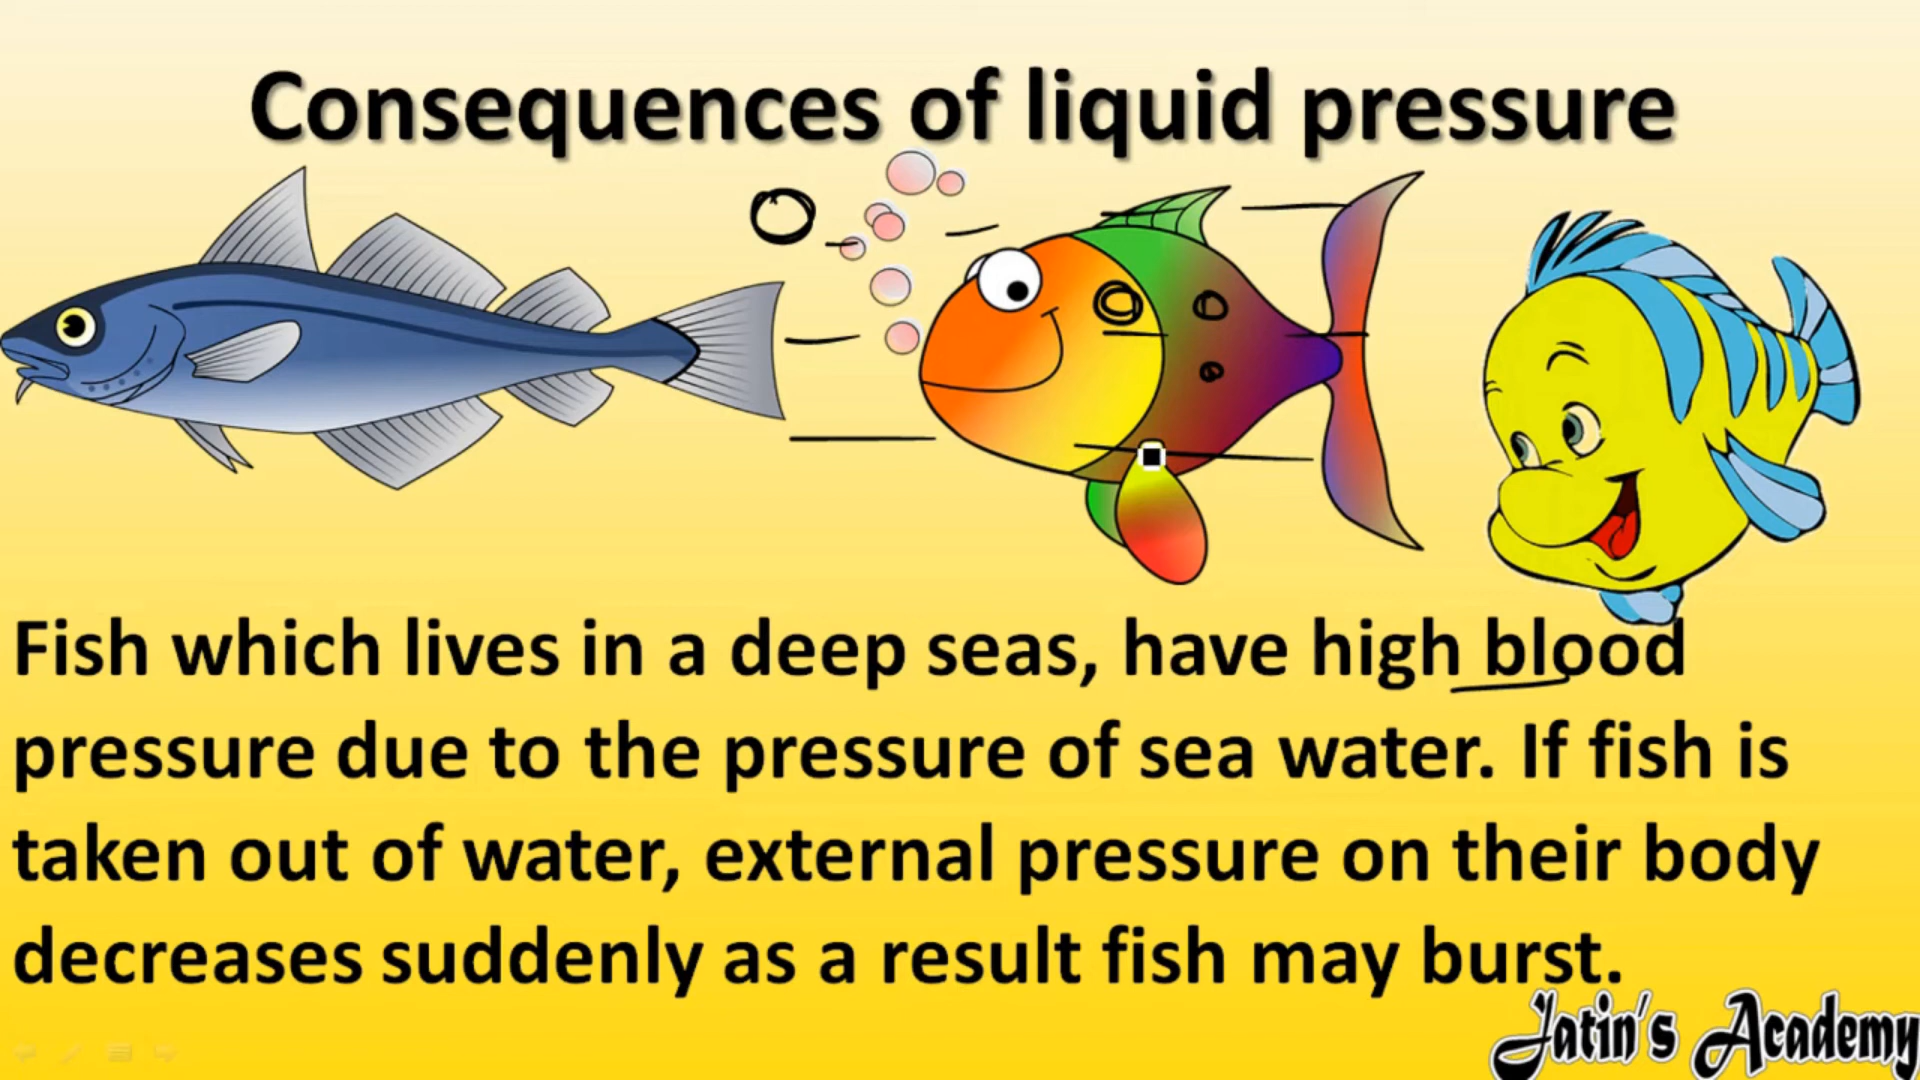 Consequences of liquid pressure
Fish which lives in a deep seas, have high blood
pressure due to the pressure of sea water. If fish is
taken out of water, external pressure on their body
decreases suddenly as a result fish may burst.
Jatin's Academy